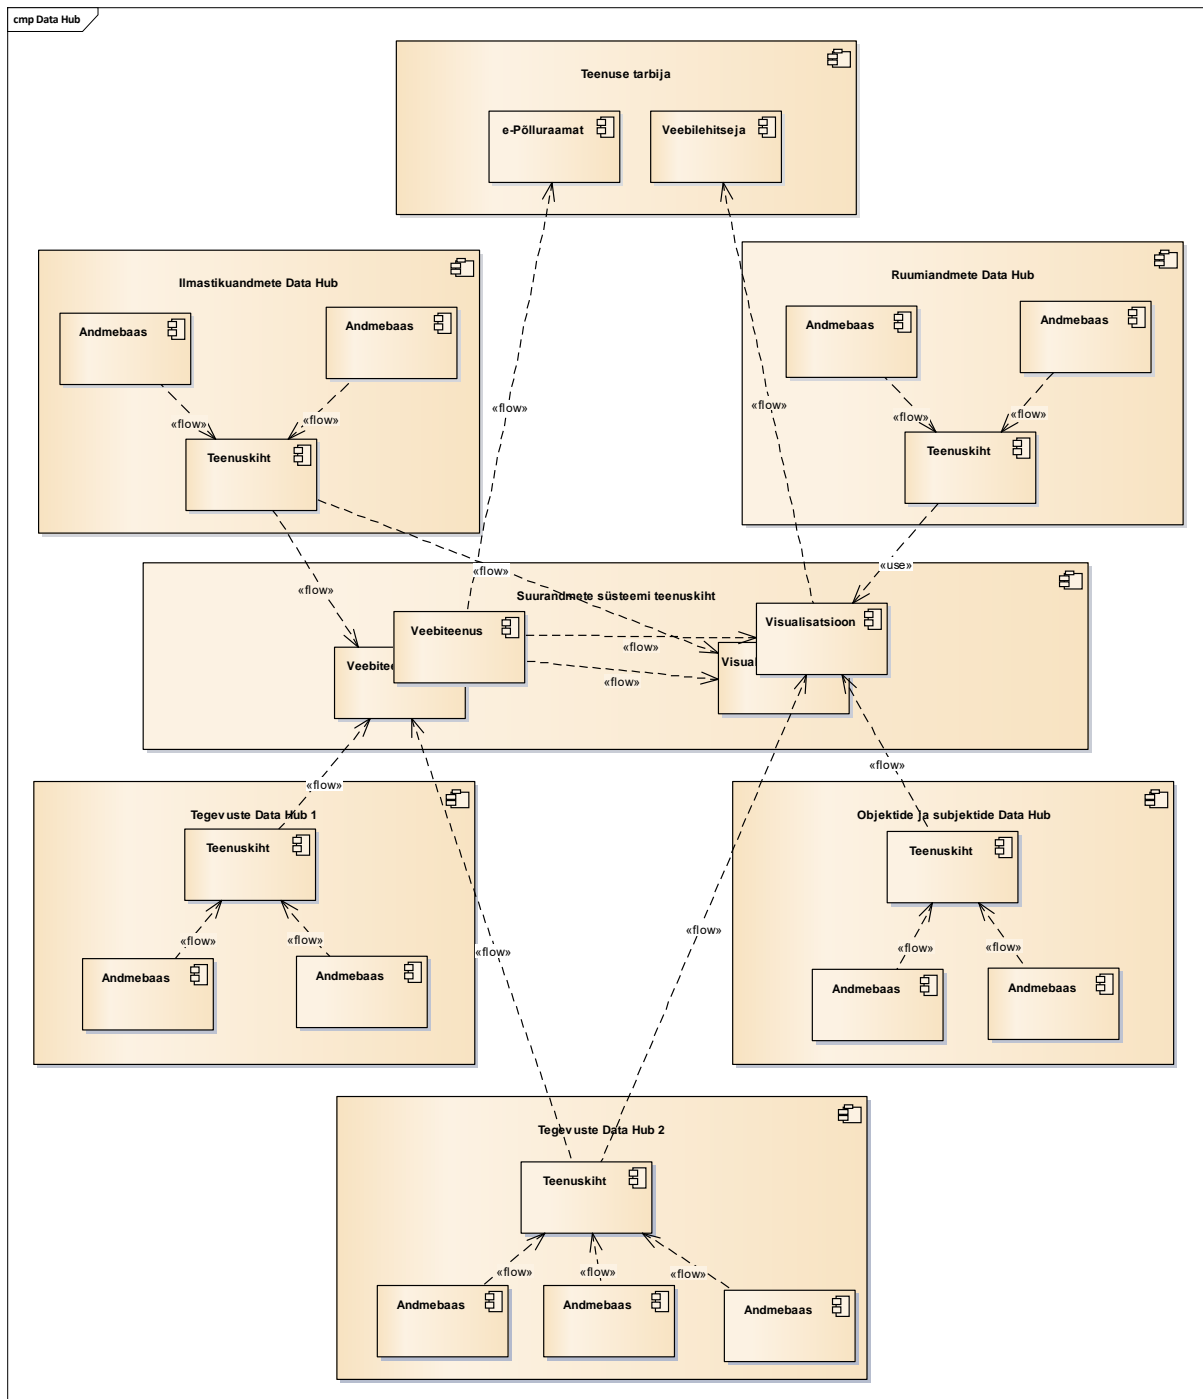 cmp Data Hub
Teenuse tarbija
e-Põlluraamat
Veebilehitseja
Ilmastikuandmete Data Hub
Andmebaas
Andmebaas
«flow»
«flow»
Teenuskiht
Ruumiandmete Data Hub
Andmebaas
Andmebaas
«flow»
«flow»
Teenuskiht
«flow»
«flow»
«flow»
«flow»
«use»
Suurandmete süsteemi teenuskiht
Veebiteenus
Veebitee
Visualisatsioon
Visual
«flow»
«flow»
«flow»
«flow»
Tegevuste Data Hub 1
Teenuskiht
«flow»
«flow»
Andmebaas
Andmebaas
Objektide ja subjektide Data Hub
Teenuskiht
«flow»
«flow»
Andmebaas
Andmebaas
«flow»
«flow»
Tegevuste Data Hub 2
Teenuskiht
«flow»
«flow»
«flow»
Andmebaas
Andmebaas
Andmebaas